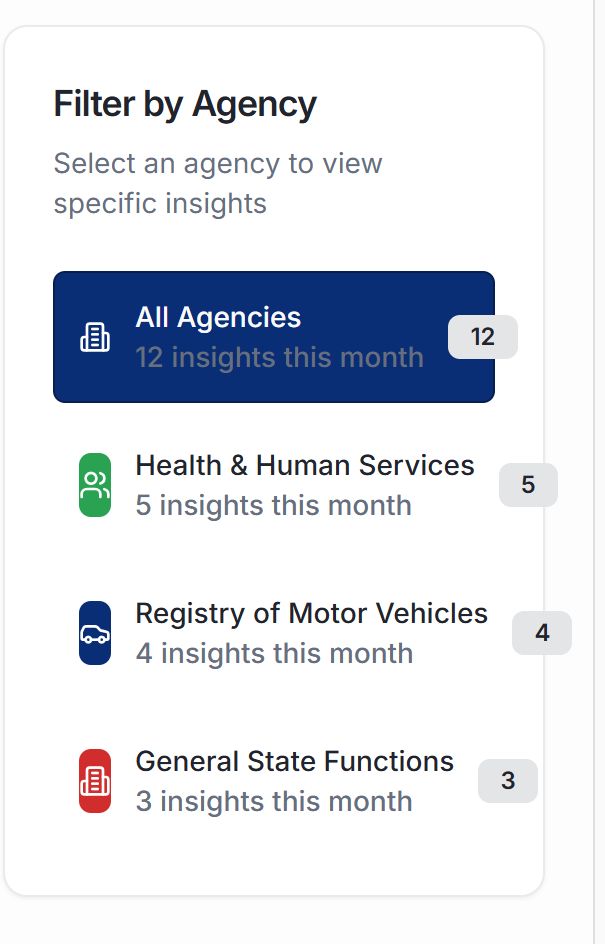 Filter by Agency
Select an agency to view
specific insights
All Agencies
12 insights this month
12
Health & Human Services
5 insights this month
5
Registry of Motor Vehicles
4 insights this month
4
General State Functions
3 insights this month
3